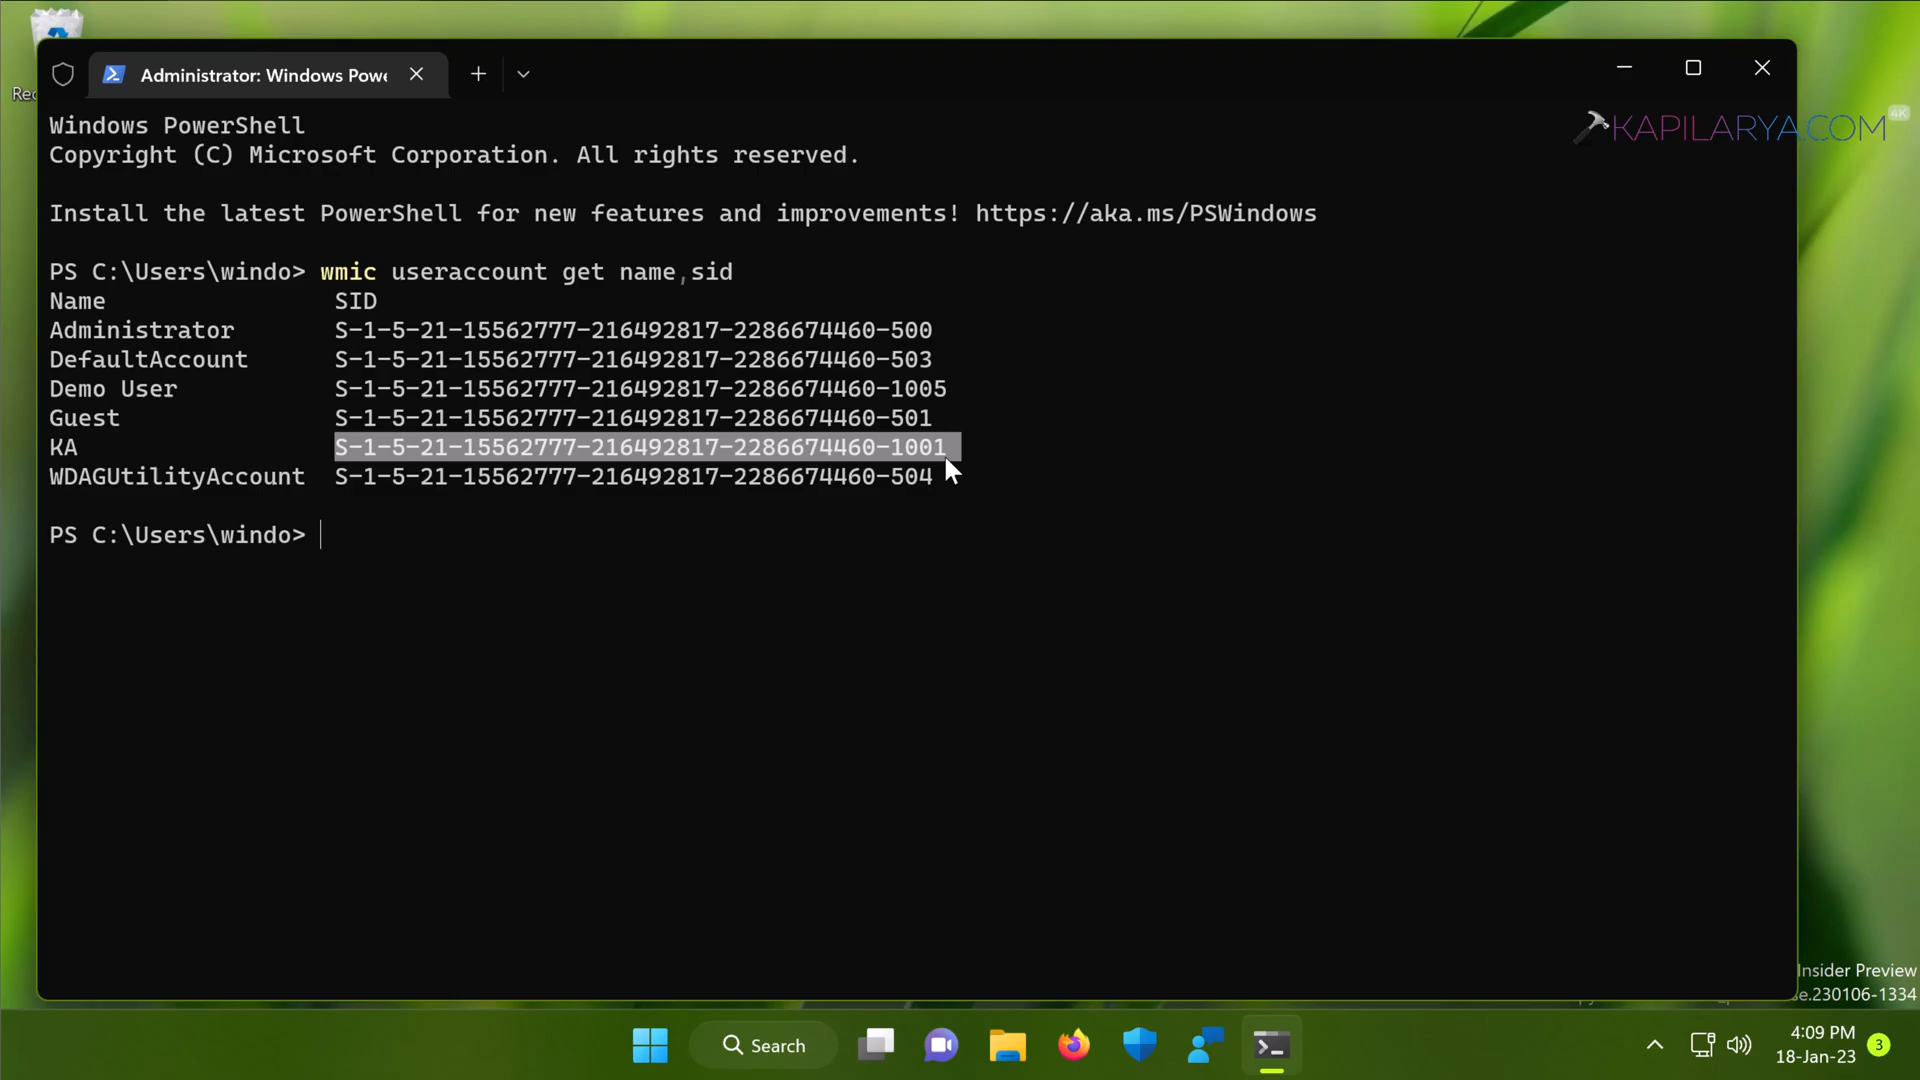 Rec
Administrator: Windows Powe
KAPILARYA.COM
4K
Windows PowerShell
Copyright (C) Microsoft Corporation. All rights reserved.
Install the latest PowerShell for new features and improvements! https://aka.ms/PSWindows
PS C:\Users\windo> wmic useraccount get name,sid
Name SID
Administrator S-1-5-21-15562777-216492817-2286674460-500
DefaultAccount S-1-5-21-15562777-216492817-2286674460-503
Demo User S-1-5-21-15562777-216492817-2286674460-1005
Guest S-1-5-21-15562777-216492817-2286674460-501
KA S-1-5-21-15562777-216492817-2286674460-1001
WDAGUtilityAccount S-1-5-21-15562777-216492817-2286674460-504
PS C:\Users\windo>
Insider Preview
se.230106-1334
Search
4:09 PM
18-Jan-23
3